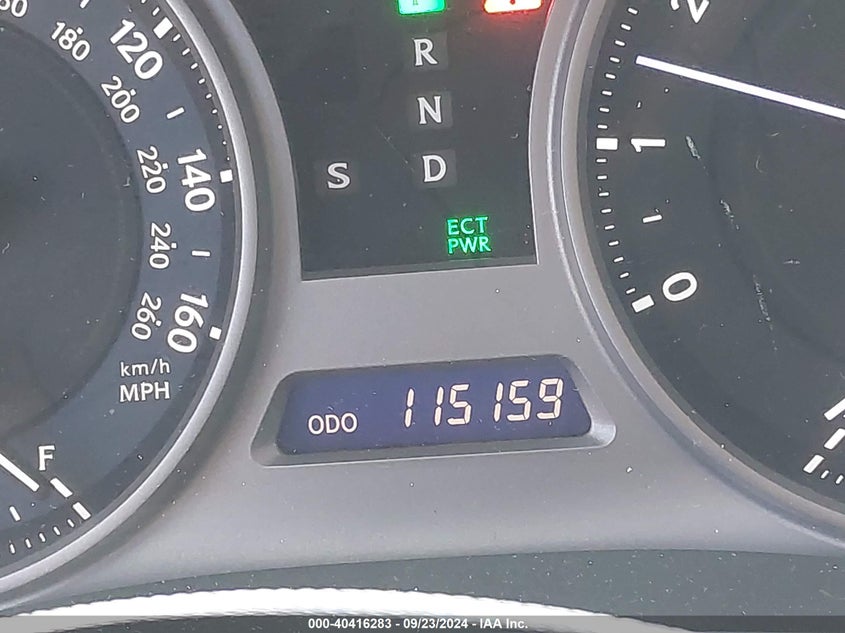 180
120
200
140
220
240
160
260
km/h
MPH
F
P
R
N
D
S
ECT
PWR
2
1
0
ODO 115159
000-40416283 - 09/23/2024 - IAA Inc.